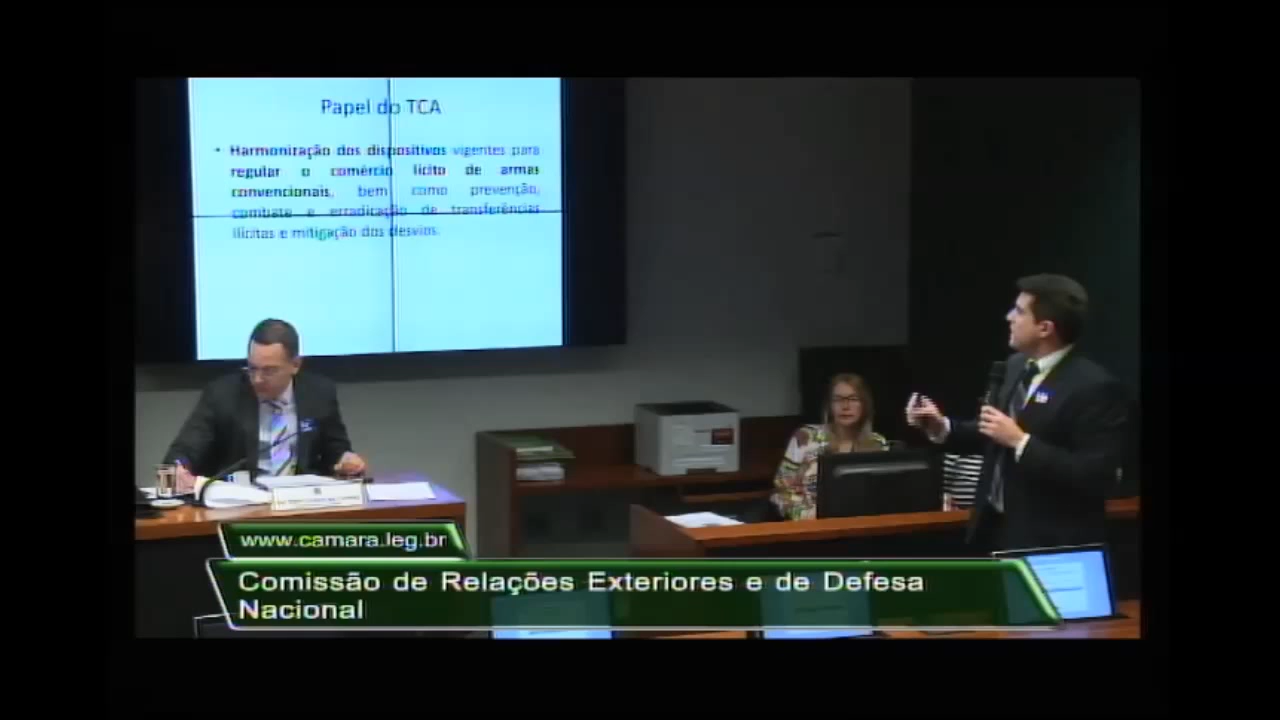 Papel do TCA
• Harmonização dos dispositivos vigentes para
regular o comércio lícito de armas
convencionais, bem como prevenção,
combate e erradicação de transferências
ilícitas e mitigação dos desvios.
www.camara.leg.br
Comissão de Relações Exteriores e de Defesa
Nacional